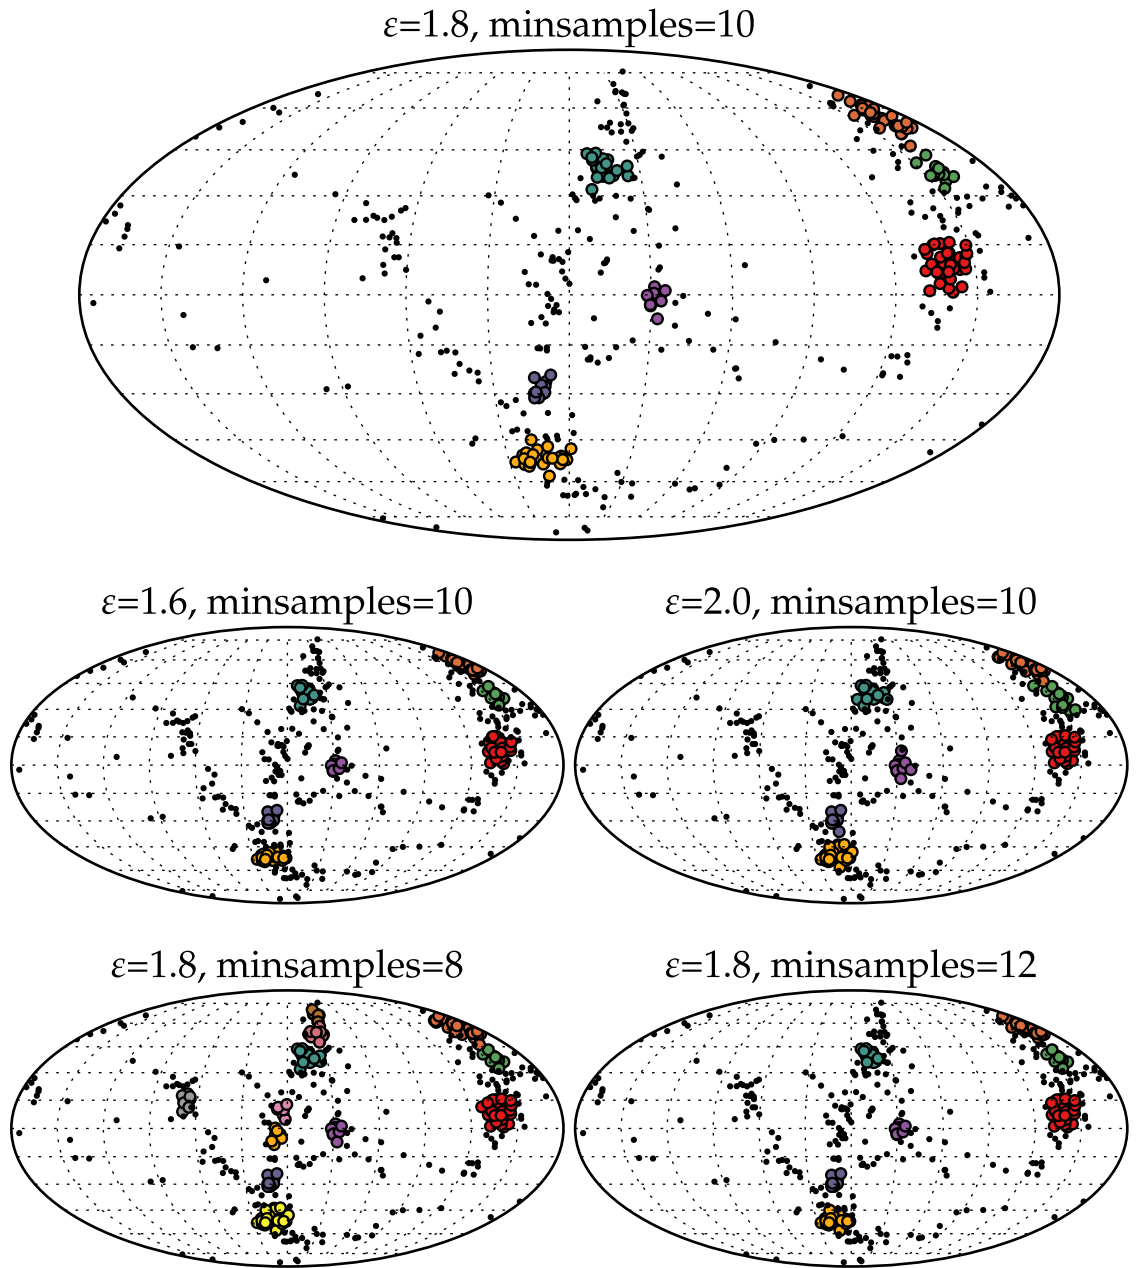 ε=1.8, minsamples=10
ε=1.6, minsamples=10
ε=2.0, minsamples=10
ε=1.8, minsamples=8
ε=1.8, minsamples=12